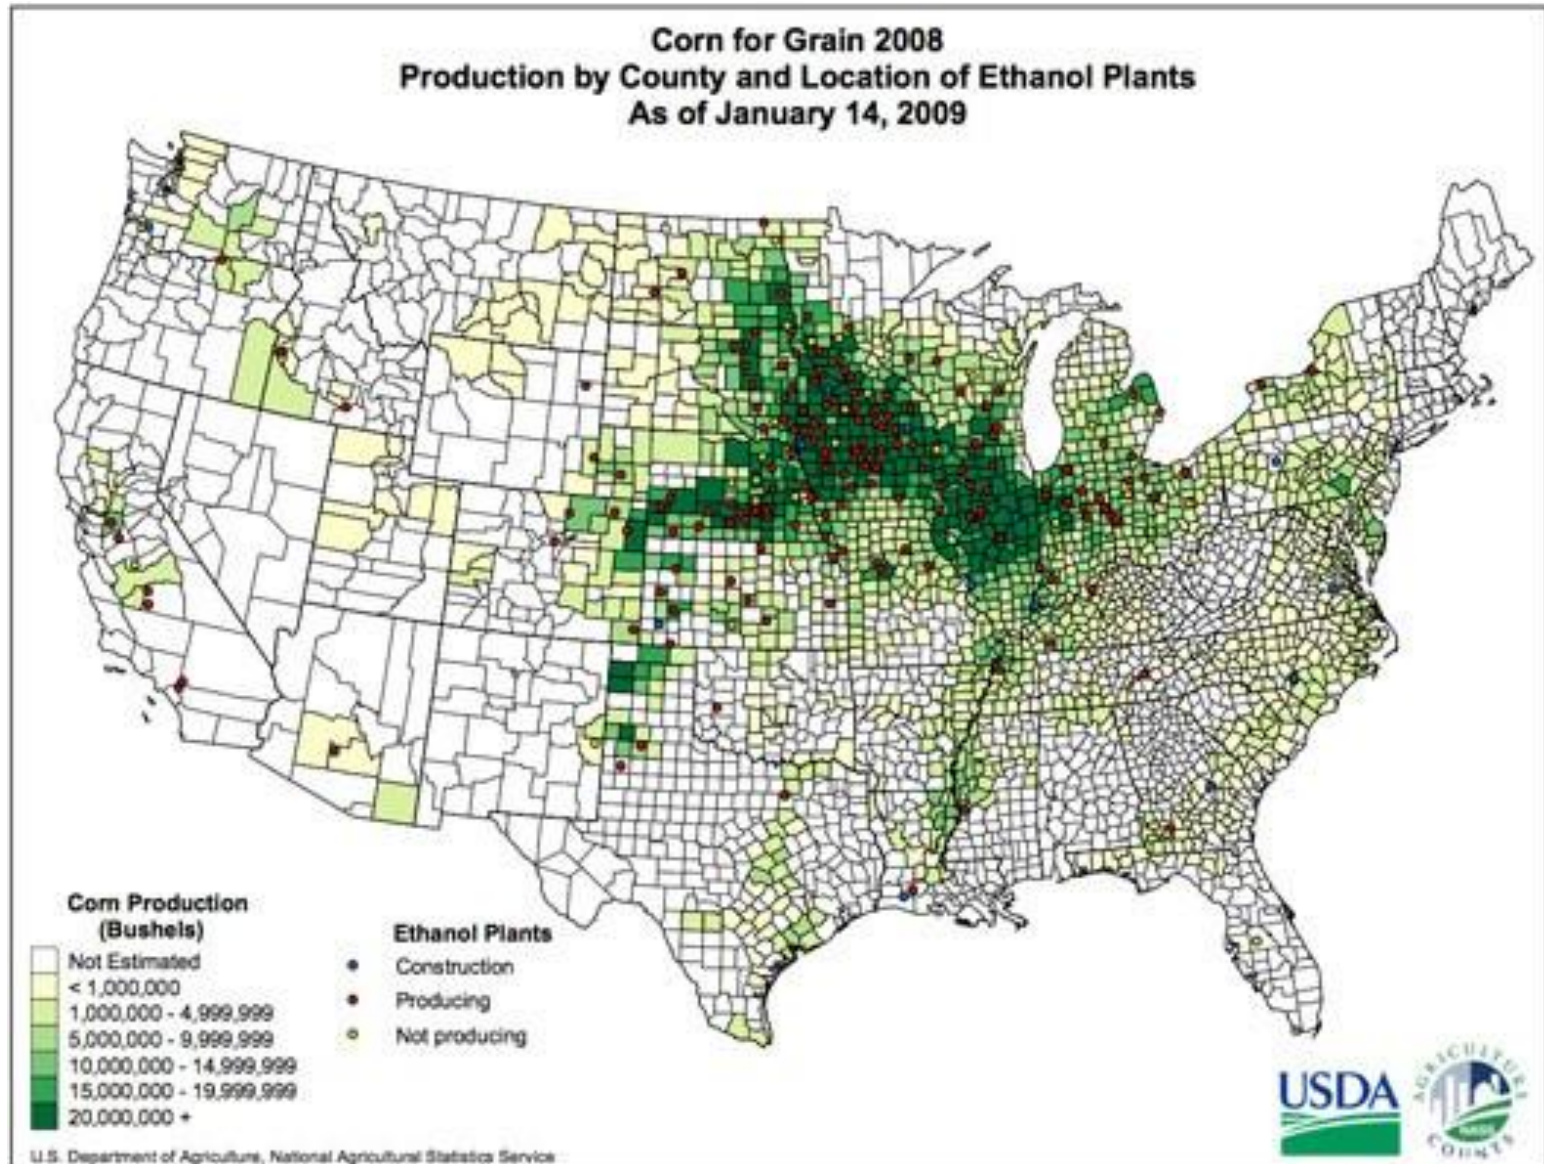 Corn for Grain 2008
Production by County and Location of Ethanol Plants
As of January 14, 2009
Corn Production
(Bushels)
Not Estimated
< 1,000,000
1,000,000 - 4,999,999
5,000,000 - 9,999,999
10,000,000 - 14,999,999
15,000,000 - 19,999,999
20,000,000 +
Ethanol Plants
Construction
Producing
Not producing
U.S. Department of Agriculture, National Agricultural Statistics Service
USDA
AGRICULTURE
NASS
COUNTS